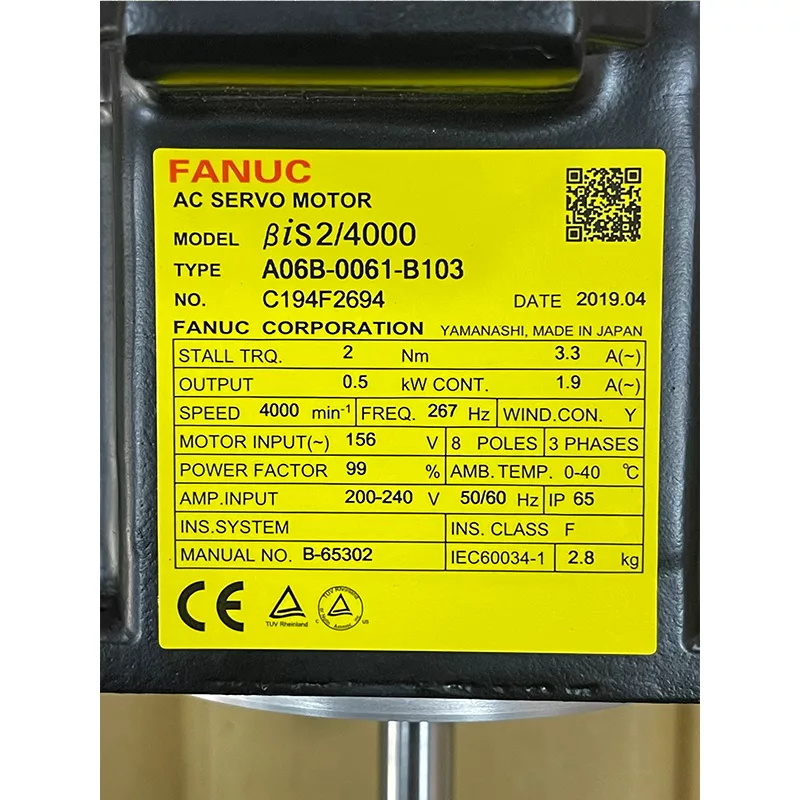 FANUC
AC SERVO MOTOR
MODEL βiS2/4000
TYPE A06B-0061-B103
NO. C194F2694 DATE 2019.04
FANUC CORPORATION YAMANASHI, MADE IN JAPAN
STALL TRQ. 2 Nm 3.3 A(~)
OUTPUT 0.5 kW CONT. 1.9 A(~)
SPEED 4000 min-1 FREQ. 267 Hz WIND.CON. Y
MOTOR INPUT(~) 156 V 8 POLES 3 PHASES
POWER FACTOR 99 % AMB.TEMP. 0-40 ℃
AMP.INPUT 200-240 V 50/60 Hz IP 65
INS.SYSTEM INS. CLASS F
MANUAL NO. B-65302 IEC60034-1 2.8 kg
CE
TUV Rheinland
TUV Rheinland
C US